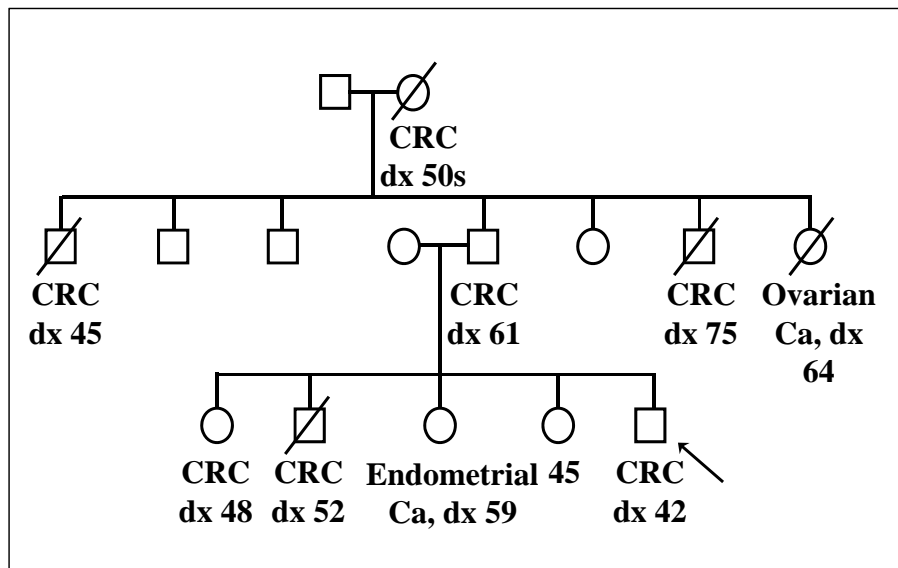 CRC
dx 50s
CRC
dx 45
CRC
dx 61
CRC
dx 75
Ovarian
Ca, dx
64
CRC
dx 48
CRC
dx 52
Endometrial
Ca, dx 59
45
CRC
dx 42